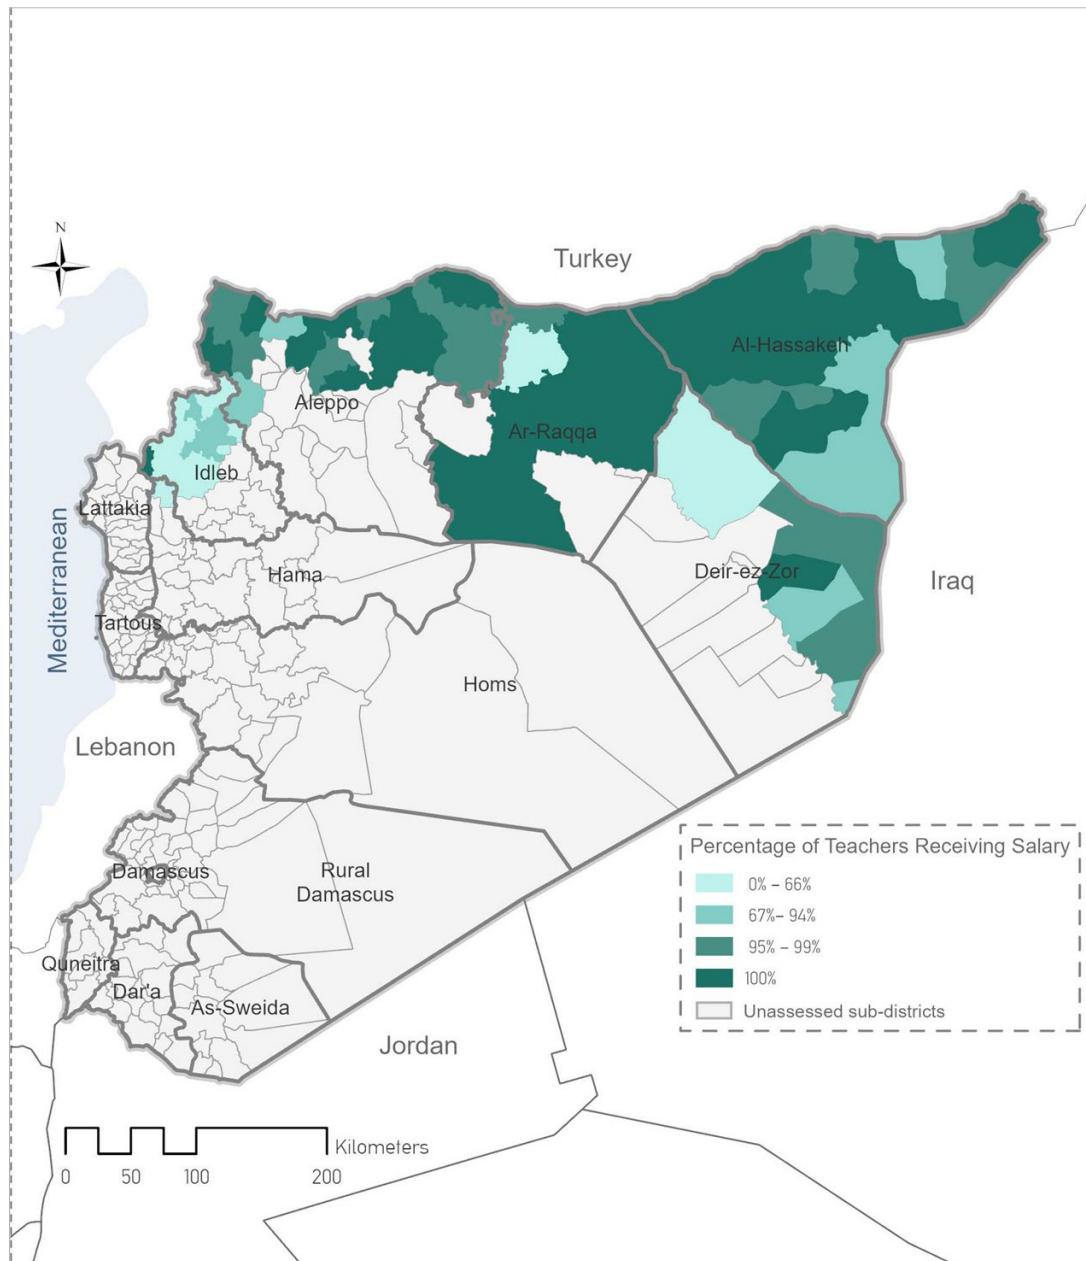 N
Turkey
Al-Hassakeh
Aleppo
Ar-Raqqa
Idleb
Lattakia
Mediterranean
Deir-ez-Zor
Iraq
Hama
Tartous
Homs
Lebanon
Percentage of Teachers Receiving Salary
0% – 66%
67%– 94%
95% – 99%
100%
Unassessed sub-districts
Damascus
Rural
Damascus
Quneitra
Dar'a
As-Sweida
Jordan
Kilometers
0 50 100 200